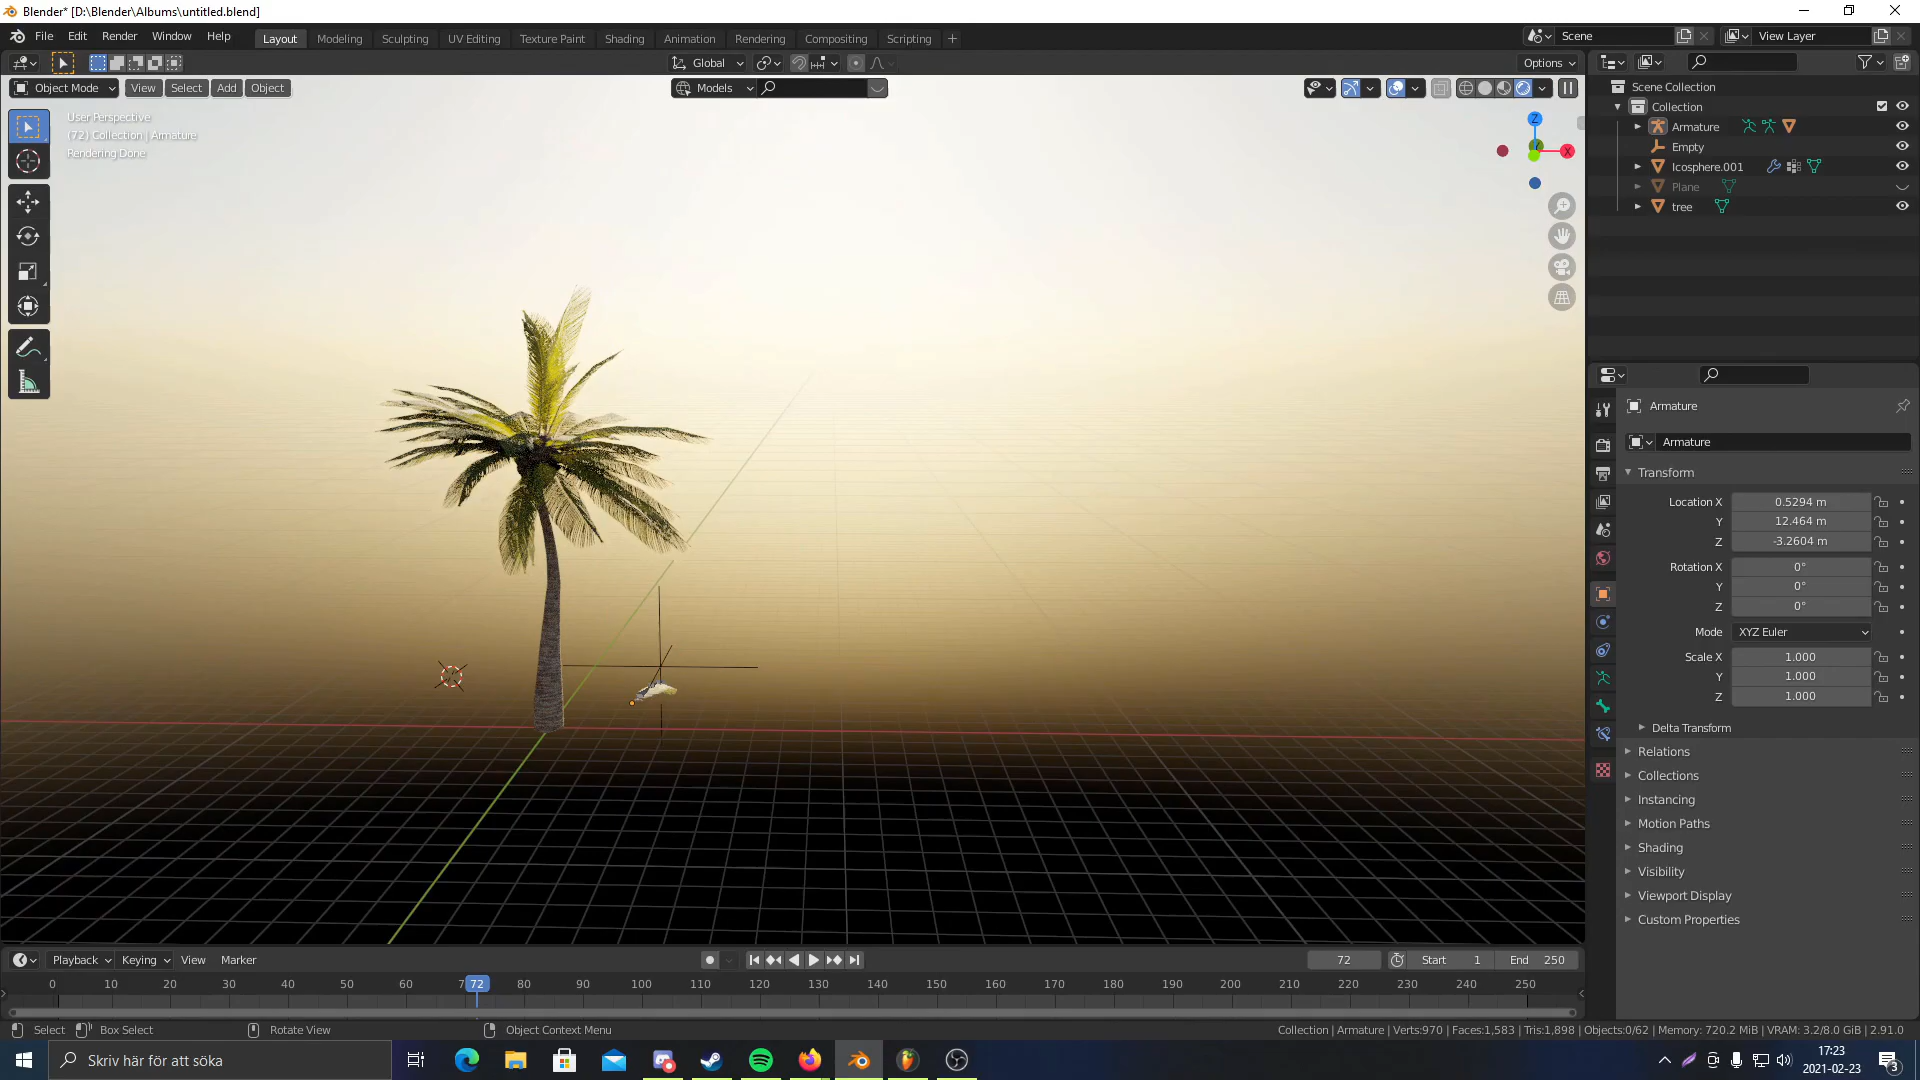 Blender* [D:\Blender\Albums\untitled.blend]
File Edit Render Window Help Layout Modeling Sculpting UV Editing Texture Paint Shading Animation Rendering Compositing Scripting + Scene View Layer
Global Options
Object Mode View Select Add Object Models
User Perspective
(72) Collection | Armature
Rendering Done
Z
X
Scene Collection
Collection
Armature
Empty
Icosphere.001
Plane
tree
Armature
Armature
Transform
Location X 0.5294 m
Y 12.464 m
Z -3.2604 m
Rotation X 0°
Y 0°
Z 0°
Mode XYZ Euler
Scale X 1.000
Y 1.000
Z 1.000
Delta Transform
Relations
Collections
Instancing
Motion Paths
Shading
Visibility
Viewport Display
Custom Properties
Playback Keying View Marker 72 Start 1 End 250
0 10 20 30 40 50 60 72 80 90 100 110 120 130 140 150 160 170 180 190 200 210 220 230 240 250
Select Box Select Rotate View Object Context Menu Collection | Armature | Verts:970 | Faces:1,583 | Tris:1,898 | Objects:0/62 | Memory: 720.2 MiB | VRAM: 3.2/8.0 GiB | 2.91.0
Skriv här för att söka
17:23
2021-02-23
3